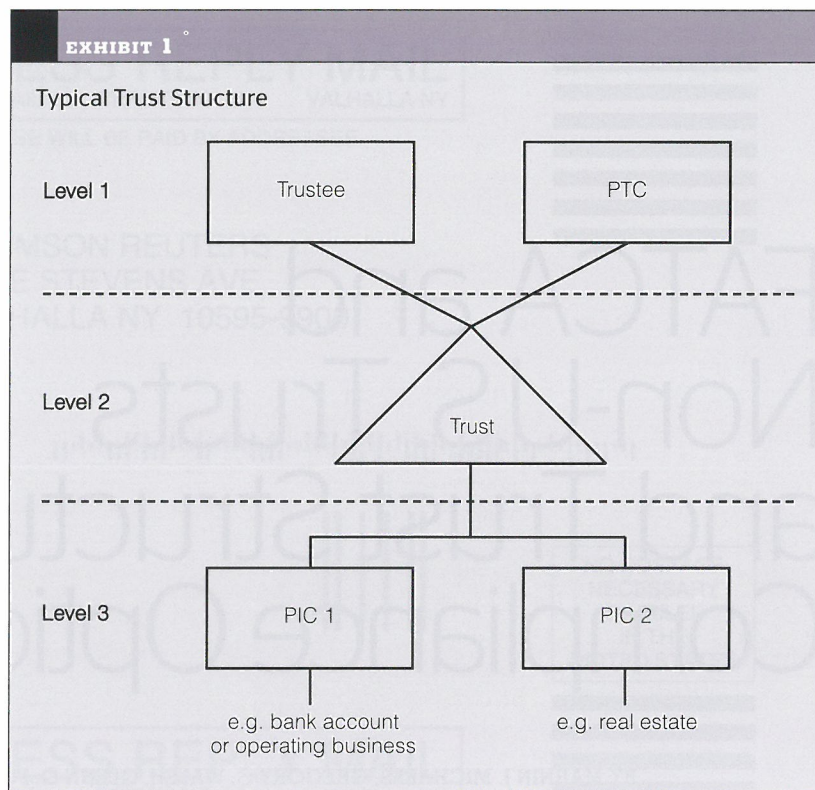 EXHIBIT 1
Typical Trust Structure
Level 1
Trustee
PTC
Level 2
Trust
Level 3
PIC 1
PIC 2
e.g. bank account
or operating business
e.g. real estate